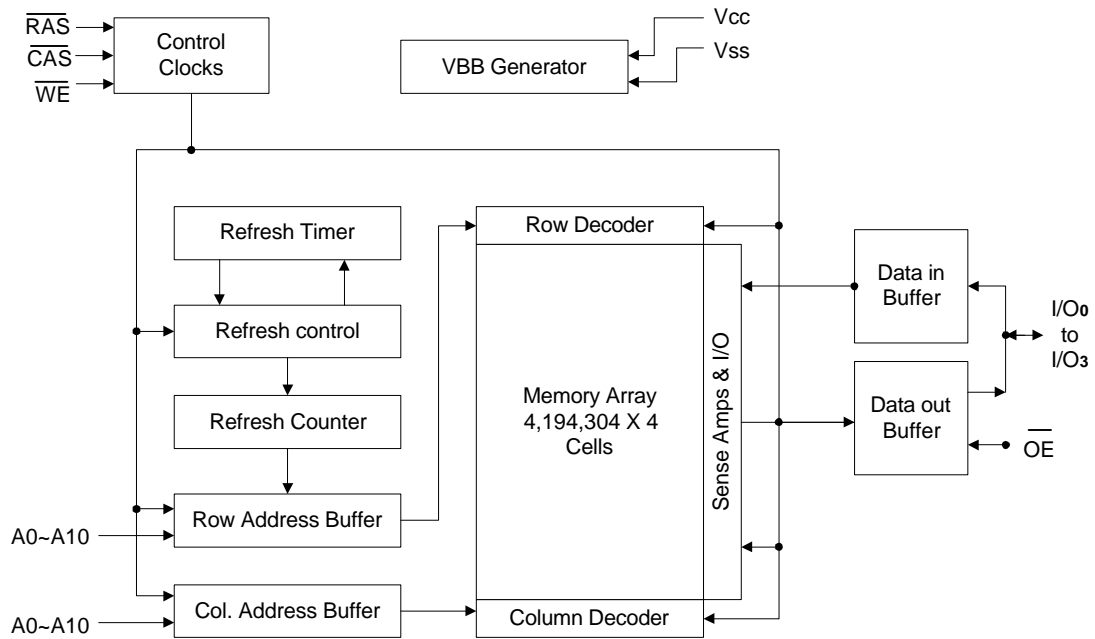 RAS
CAS
WE
Control
Clocks
VBB Generator
Vcc
Vss
Refresh Timer
Refresh control
Refresh Counter
Row Address Buffer
A0~A10
Col. Address Buffer
A0~A10
Row Decoder
Memory Array
4,194,304 X 4
Cells
Sense Amps & I/O
Column Decoder
Data in
Buffer
Data out
Buffer
I/O0
to
I/O3
OE